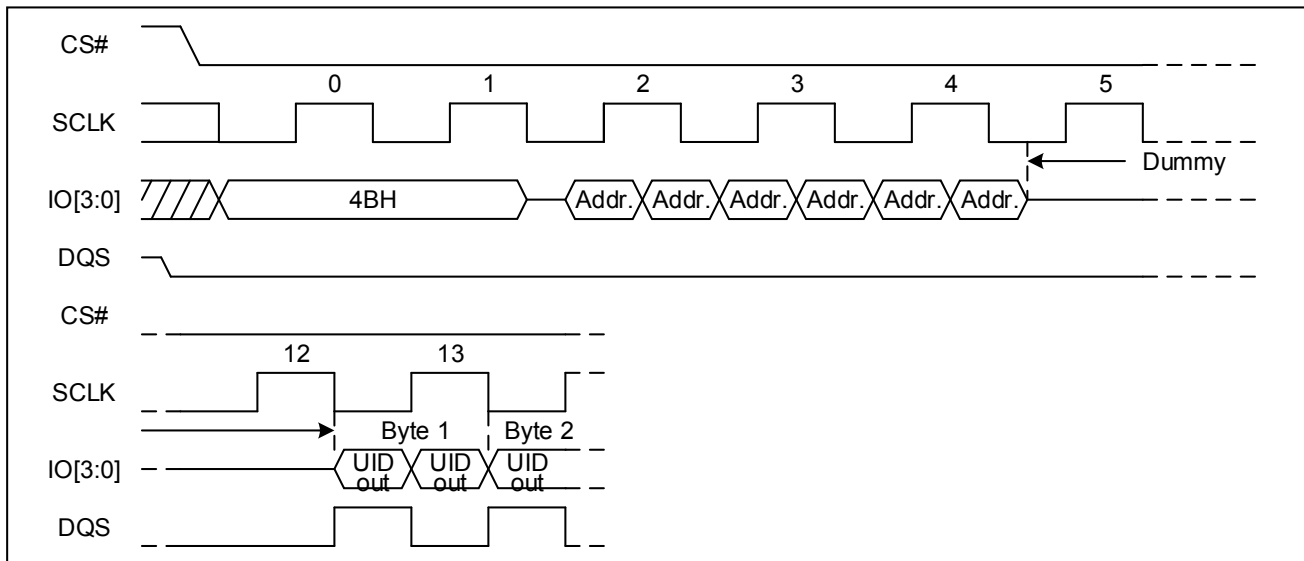 CS#
0 1 2 3 4 5
SCLK
Dummy
IO[3:0] 4BH Addr. Addr. Addr. Addr. Addr. Addr.
DQS
CS#
12 13
SCLK
Byte 1 Byte 2
IO[3:0] UID out UID out UID out
DQS